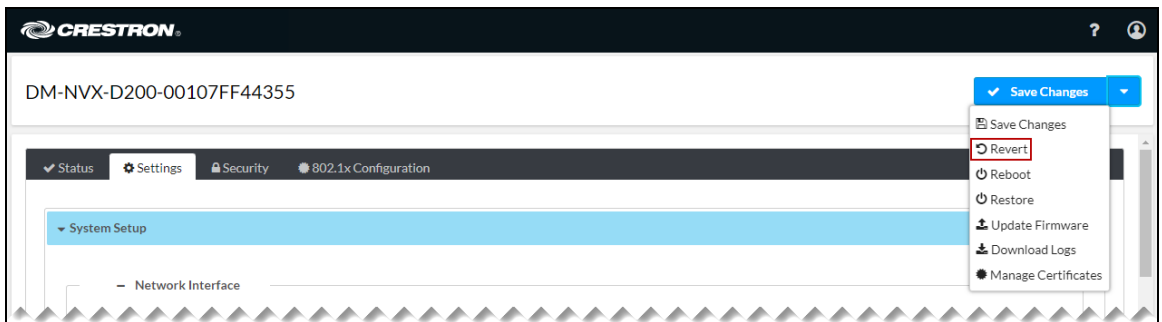 CRESTRON®
?
DM-NVX-D200-00107FF44355
Save Changes
Save Changes
Revert
Reboot
Restore
Update Firmware
Download Logs
Manage Certificates
Status Settings Security 802.1x Configuration
System Setup
– Network Interface